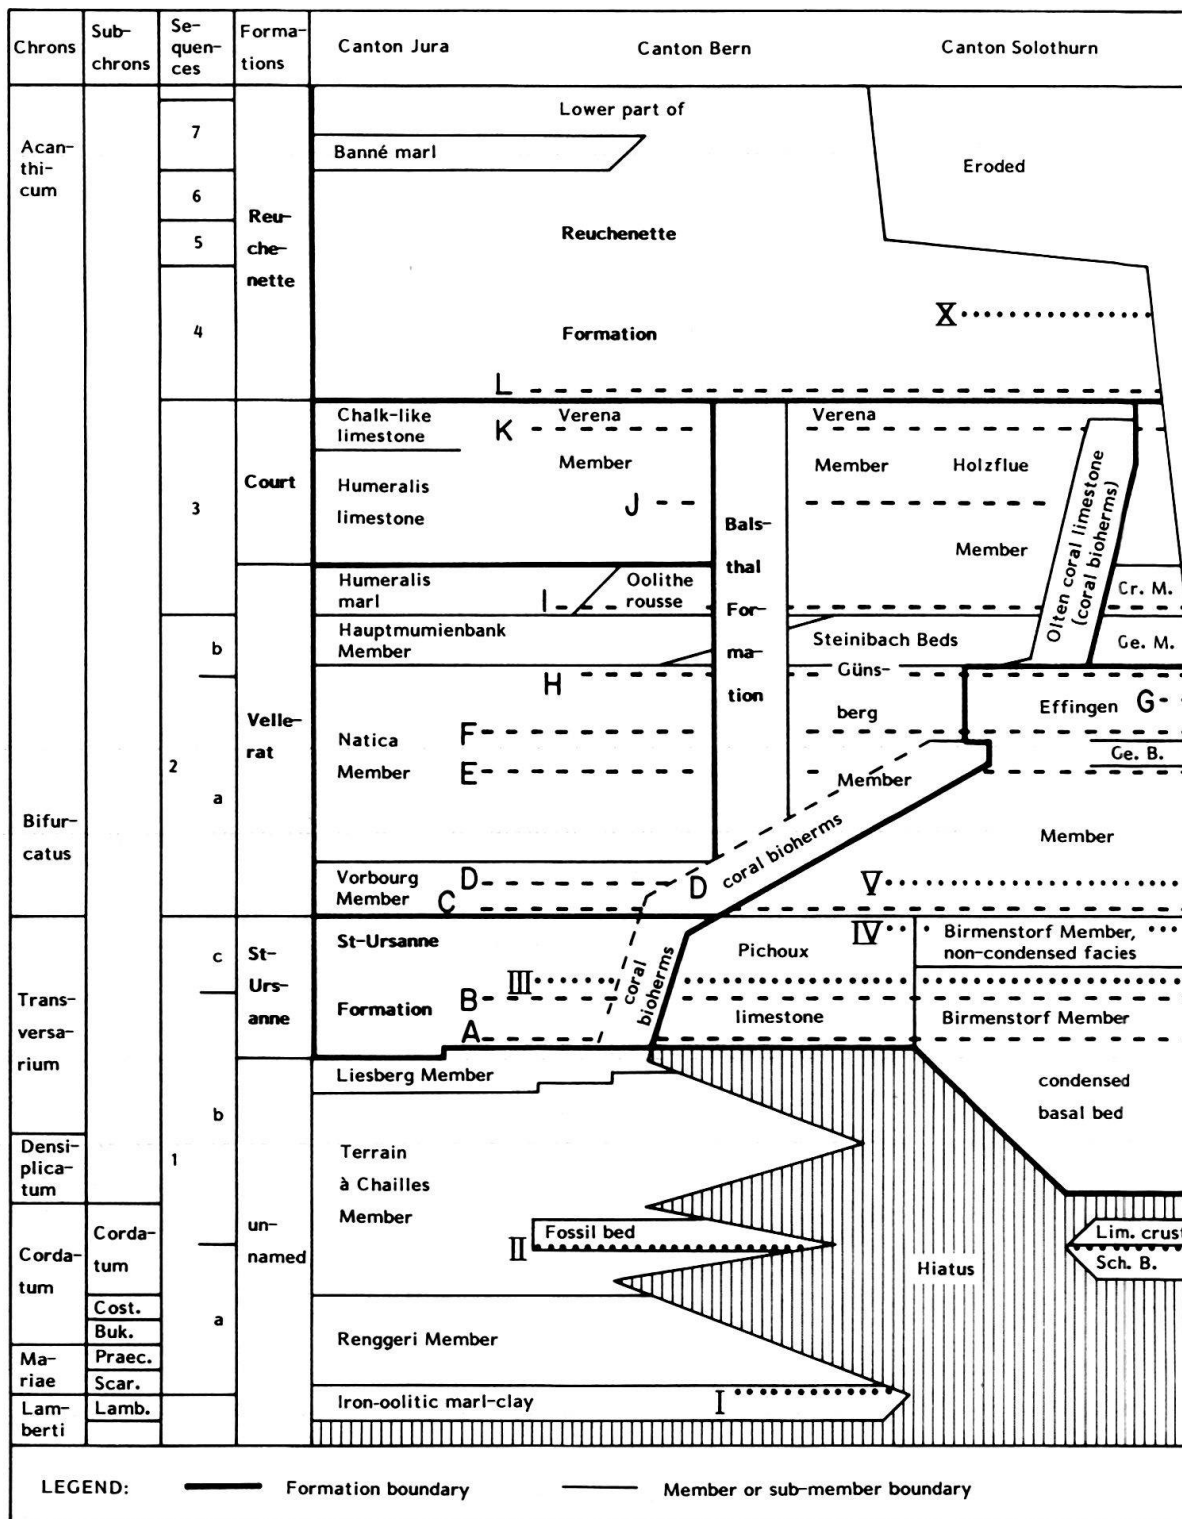 Chrons
Sub-
chrons
Se-
quen-
ces
Forma-
tions
Canton Jura
Canton Bern
Canton Solothurn
Acan-
thi-
cum
Bifur-
catus
Trans-
versa-
rium
Densi-
plica-
tum
Corda-
tum
Ma-
riae
Lam-
berti
Corda-
tum
Cost.
Buk.
Praec.
Scar.
Lamb.
7
6
5
4
3
2
b
a
c
1
b
a
Reu-
che-
nette
Court
Velle-
rat
St-
Urs-
anne
un-
named
Lower part of
Banné marl
Eroded
Reuchenette
X
Formation
L
Chalk-like
limestone
K
Verena
Member
Humeralis
limestone
J
Verena
Member
Holzflue
Member
Olten coral limestone
(coral bioherms)
Bals-
thal
For-
ma-
tion
Humeralis
marl
I
Oolithe
rousse
Cr. M.
Hauptmumienbank
Member
Steinibach Beds
Ge. M.
H
Güns-
berg
Member
Effingen
G
Natica
Member
F
E
Ge. B.
Member
coral bioherms
Vorbourg
Member
D
C
D
V
St-Ursanne
Formation
III
B
A
coral
bioherms
Pichoux
limestone
IV
Birmenstorf Member,
non-condensed facies
Birmenstorf Member
condensed
basal bed
Liesberg Member
Terrain
à Chailles
Member
Fossil bed
II
Lim. crust
Sch. B.
Hiatus
Renggeri Member
Iron-oolitic marl-clay
I
LEGEND:
Formation boundary
Member or sub-member boundary